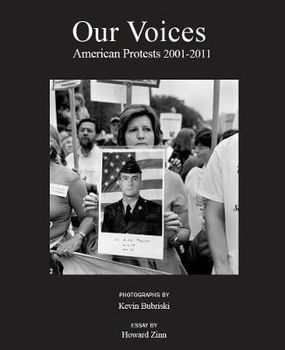 Our Voices
American Protests 2001-2011
PHOTOGRAPHS BY
Kevin Bubriski
ESSAY BY
Howard Zinn